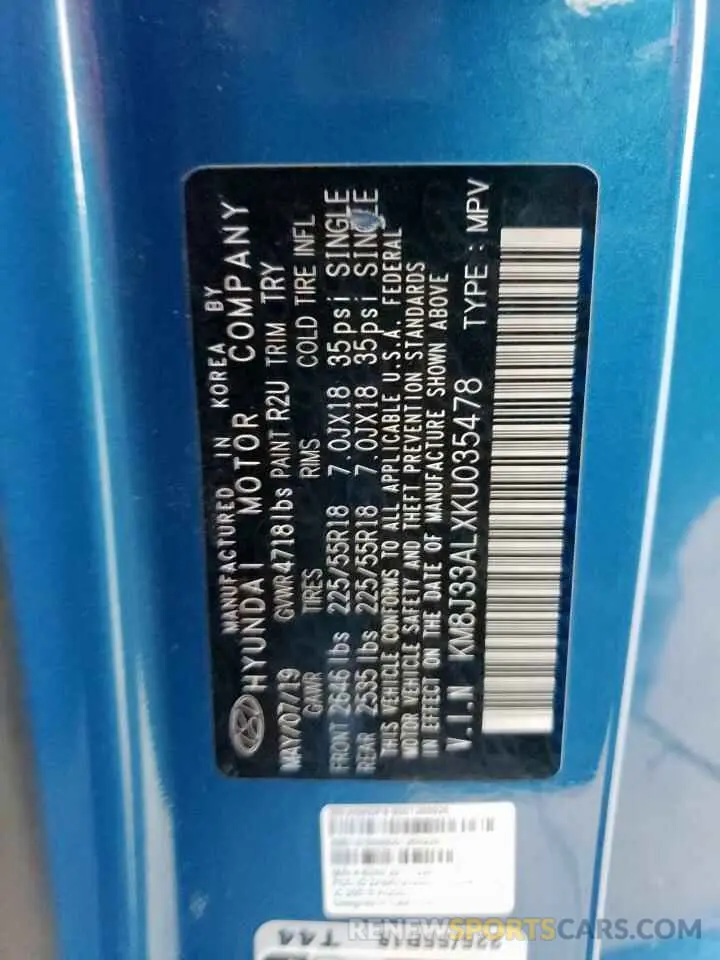 MANUFACTURED IN KOREA BY
HYUNDAI MOTOR COMPANY
MAY/07/19 GVWR 4718lbs PAINT R2U TRIM TRY
GAWR TIRES RMS COLD TIRE INFL
FRONT 2646 lbs 225/55R18 7.0JX18 35psi SINGLE
REAR 2535 lbs 225/55R18 7.0JX18 35psi SINGLE
THIS VEHICLE CONFORMS TO ALL APPLICABLE U.S.A. FEDERAL
MOTOR VEHICLE SAFETY AND THEFT PREVENTION STANDARDS
IN EFFECT ON THE DATE OF MANUFACTURE SHOWN ABOVE
V.I.N KM8J33ALXKU035478 TYPE : MPV
225/55R18
T44
RENEWSPORTSCARS.COM